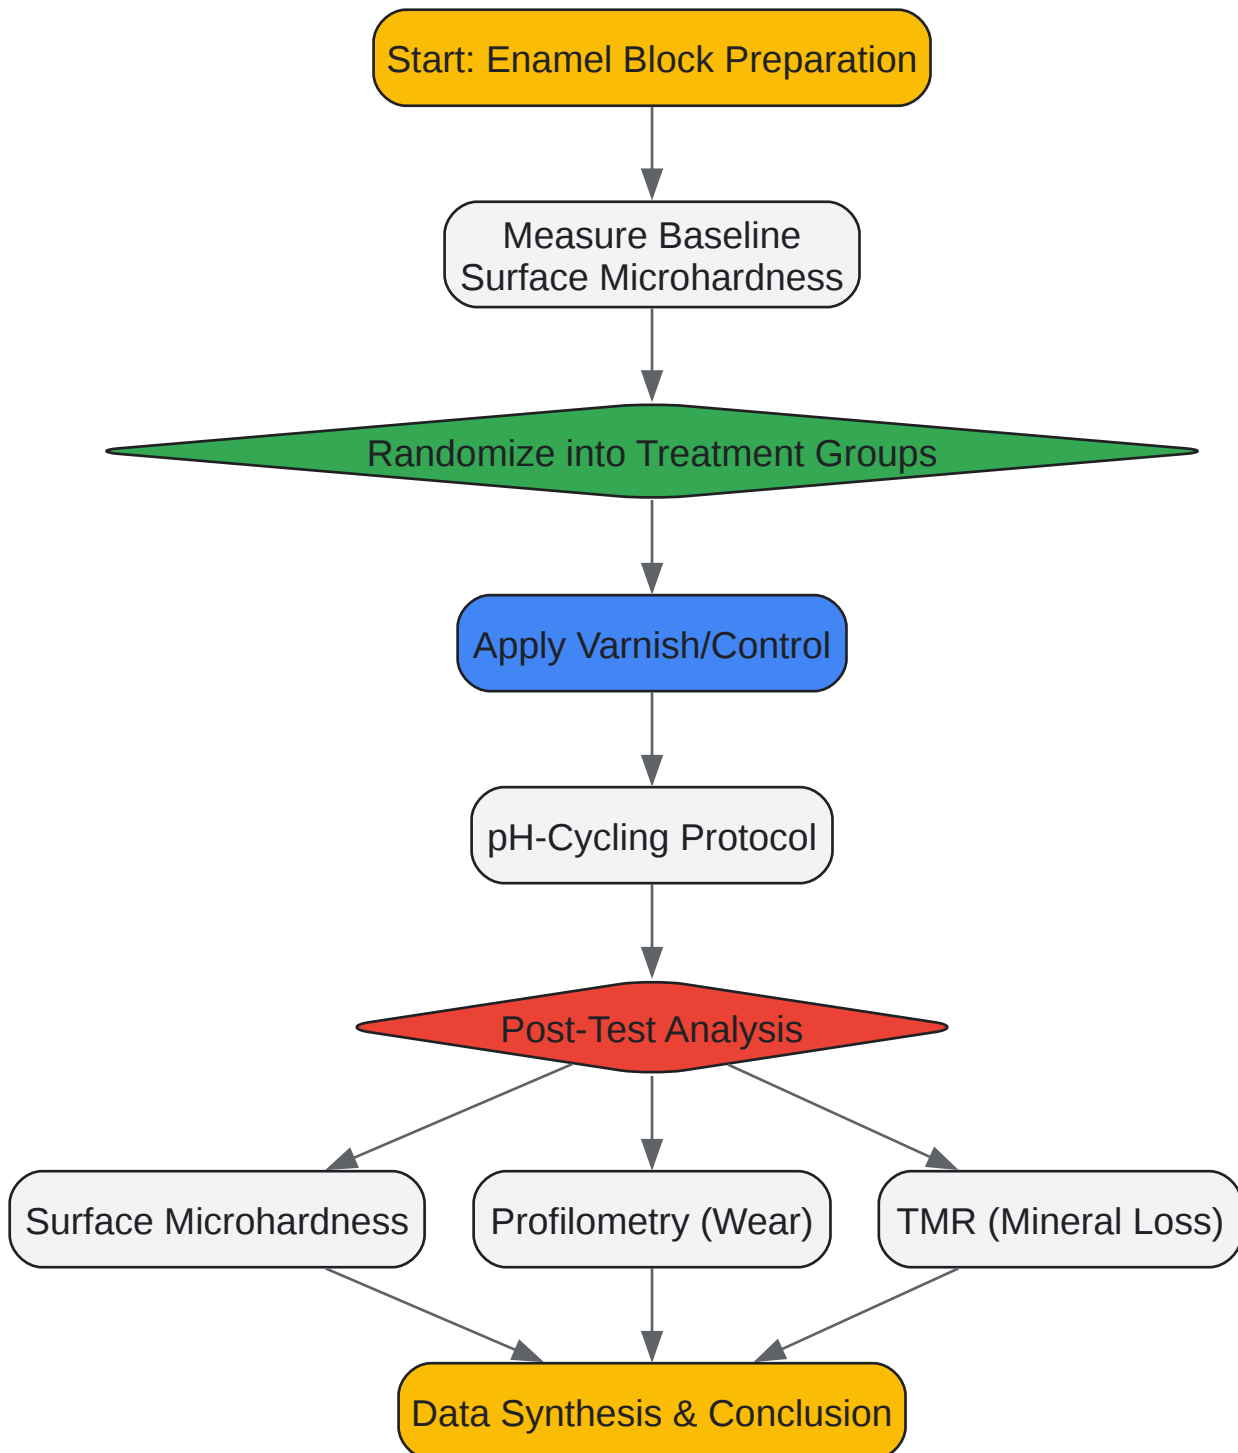 Start: Enamel Block Preparation
Measure Baseline
Surface Microhardness
Randomize into Treatment Groups
Apply Varnish/Control
pH-Cycling Protocol
Post-Test Analysis
Surface Microhardness
Profilometry (Wear)
TMR (Mineral Loss)
Data Synthesis & Conclusion